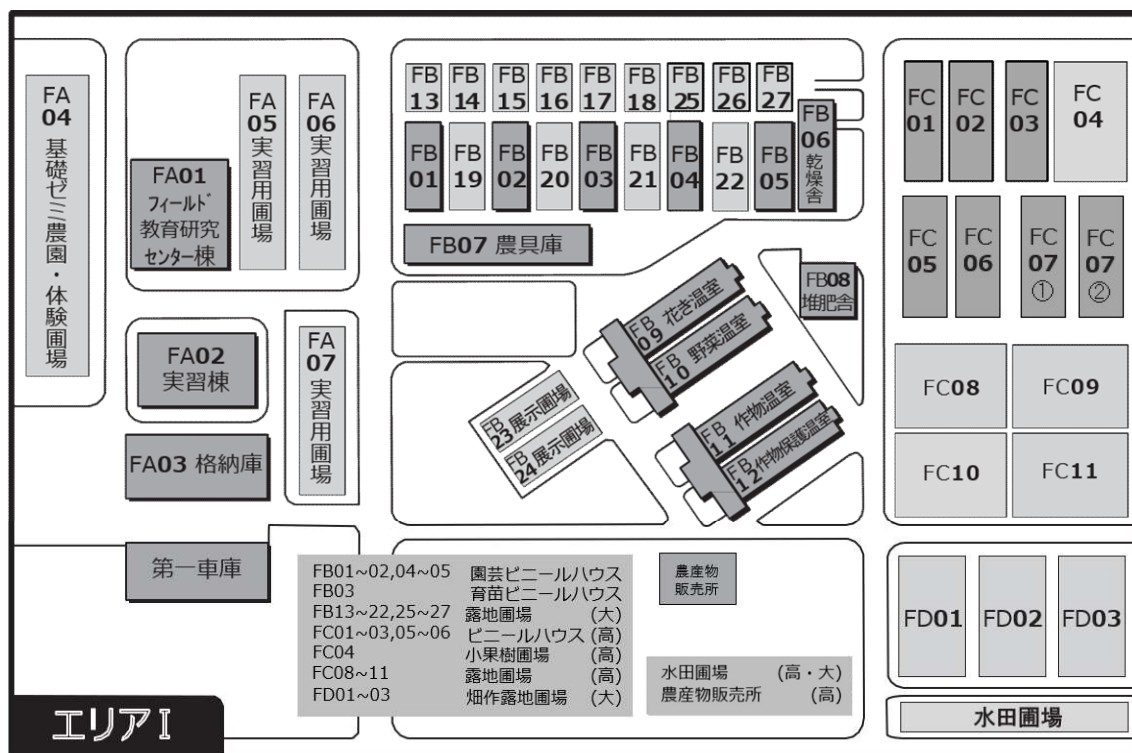 FA
04
基礎ゼミ農園・体験圃場
FA01
フィールド
教育研究
センター棟
FA
05
実習用圃場
FA
06
実習用圃場
FA02
実習棟
FA
07
実習用圃場
FA03 格納庫
第一車庫
FB
13
FB
14
FB
15
FB
16
FB
17
FB
18
FB
25
FB
26
FB
27
FB
01
FB
19
FB
02
FB
20
FB
03
FB
21
FB
04
FB
22
FB
05
FB
06
乾燥舎
FB07 農具庫
FB08
堆肥舎
FB
09 花き温室
FB
10 野菜温室
FB
11 作物温室
FB
12 作物保護温室
FB
23 展示圃場
FB
24 展示圃場
FC
01
FC
02
FC
03
FC
04
FC
05
FC
06
FC
07
①
FC
07
②
FC08
FC09
FC10
FC11
FD01
FD02
FD03
水田圃場
農産物
販売所
FB01~02,04~05 園芸ビニールハウス
FB03 育苗ビニールハウス
FB13~22,25~27 露地圃場 (大)
FC01~03,05~06 ビニールハウス (高)
FC04 小果樹圃場 (高)
FC08~11 露地圃場 (高)
FD01~03 畑作露地圃場 (大)
水田圃場 (高・大)
農産物販売所 (高)
エリアⅠ